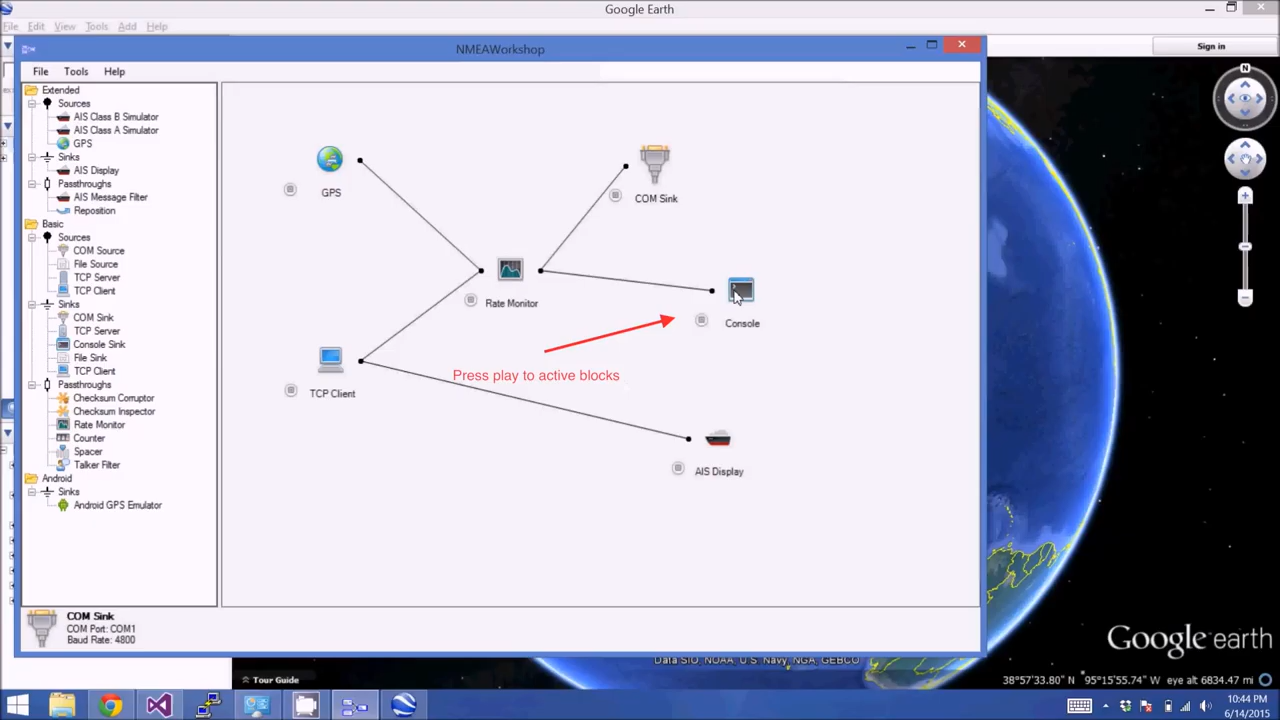 Google Earth
File Edit View Tools Add Help
NMEAWorkshop
Sign in
File Tools Help
N
Extended
Sources
AIS Class B Simulator
AIS Class A Simulator
GPS
Sinks
AIS Display
Passthroughs
AIS Message Filter
Reposition
Basic
Sources
COM Source
File Source
TCP Server
TCP Client
Sinks
COM Sink
TCP Server
Console Sink
File Sink
TCP Client
Passthroughs
Checksum Corruptor
Checksum Inspector
Rate Monitor
Counter
Spacer
Talker Filter
Android
Sinks
Android GPS Emulator
GPS
COM Sink
Rate Monitor
Console
Press play to active blocks
TCP Client
AIS Display
COM Sink
COM Port: COM1
Baud Rate: 4800
Google earth
Data SIO, NOAA, U.S. Navy, NGA, GEBCO
Tour Guide
38°57'33.80" N 95°15'55.74" W eye alt 6834.47 mi
10:44 PM
6/14/2015